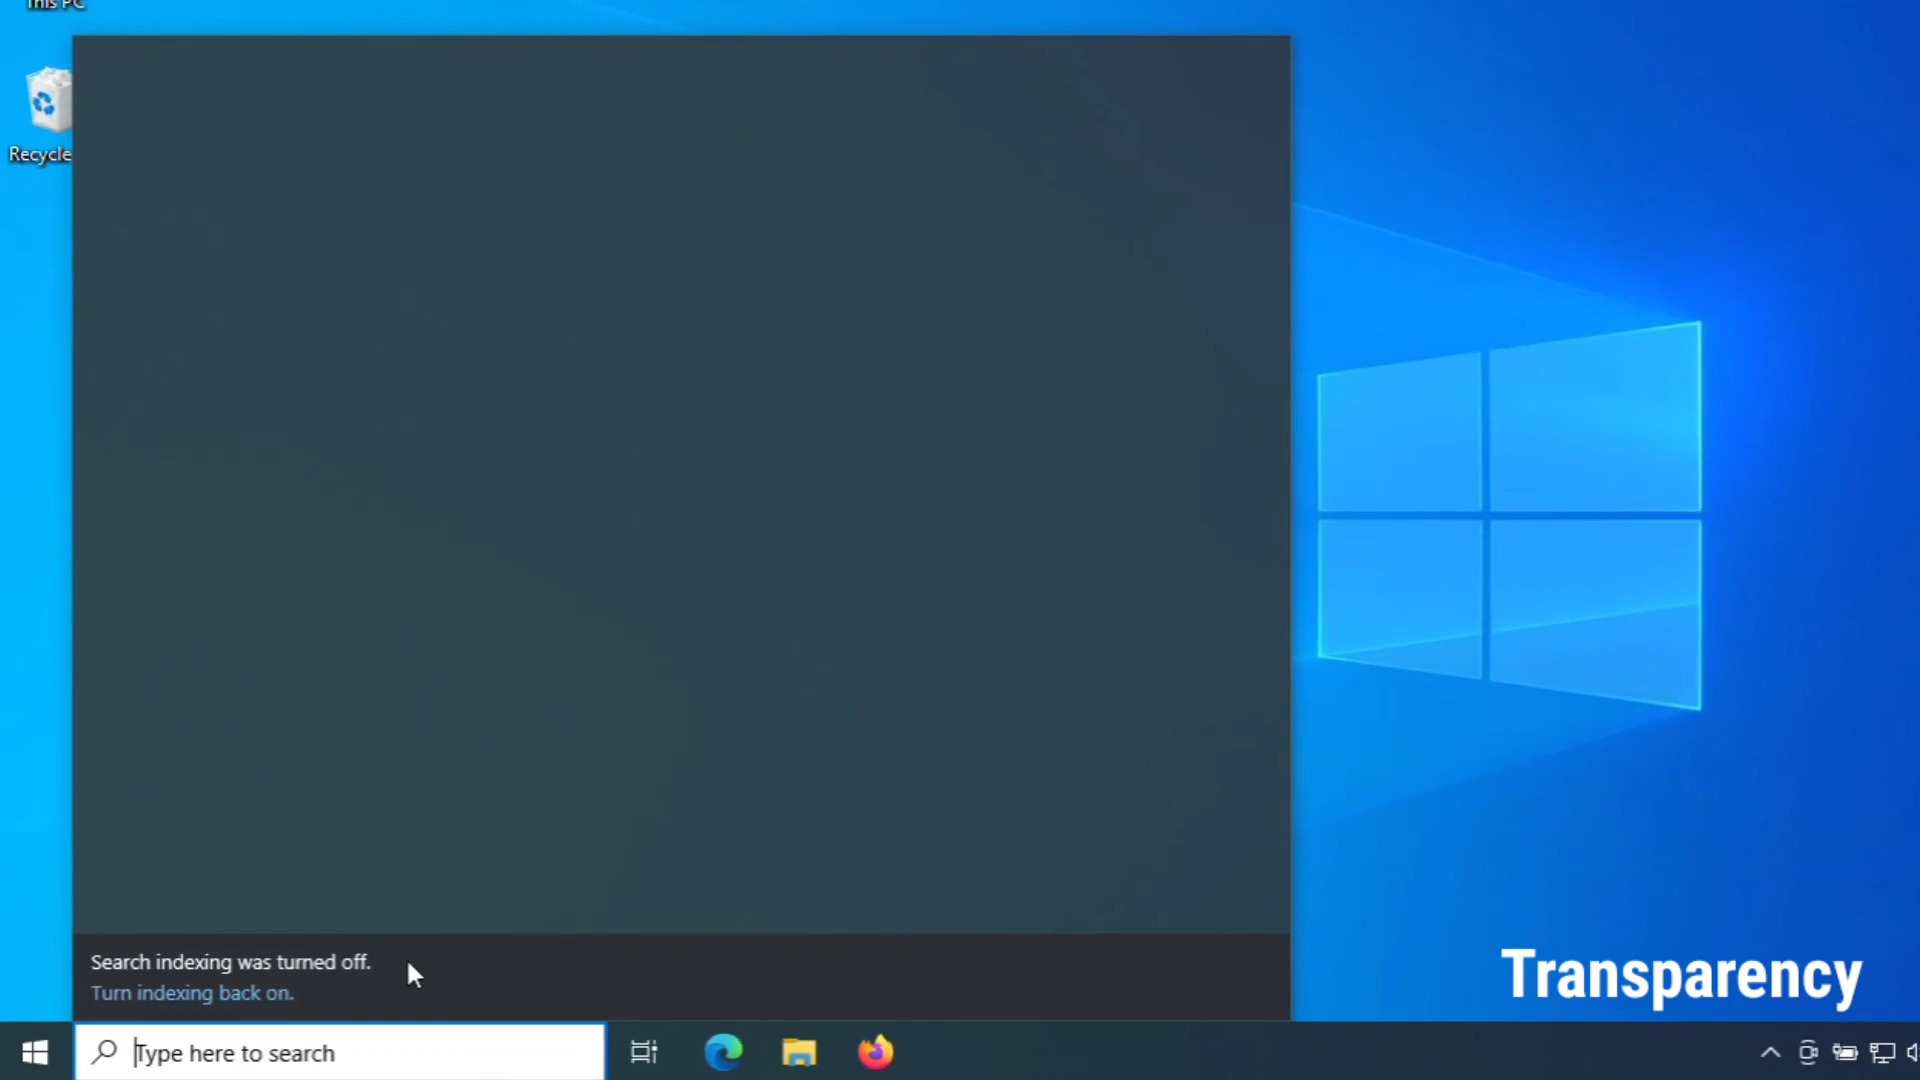 This PC
Recycle
Search indexing was turned off.
Turn indexing back on.
Transparency
Type here to search